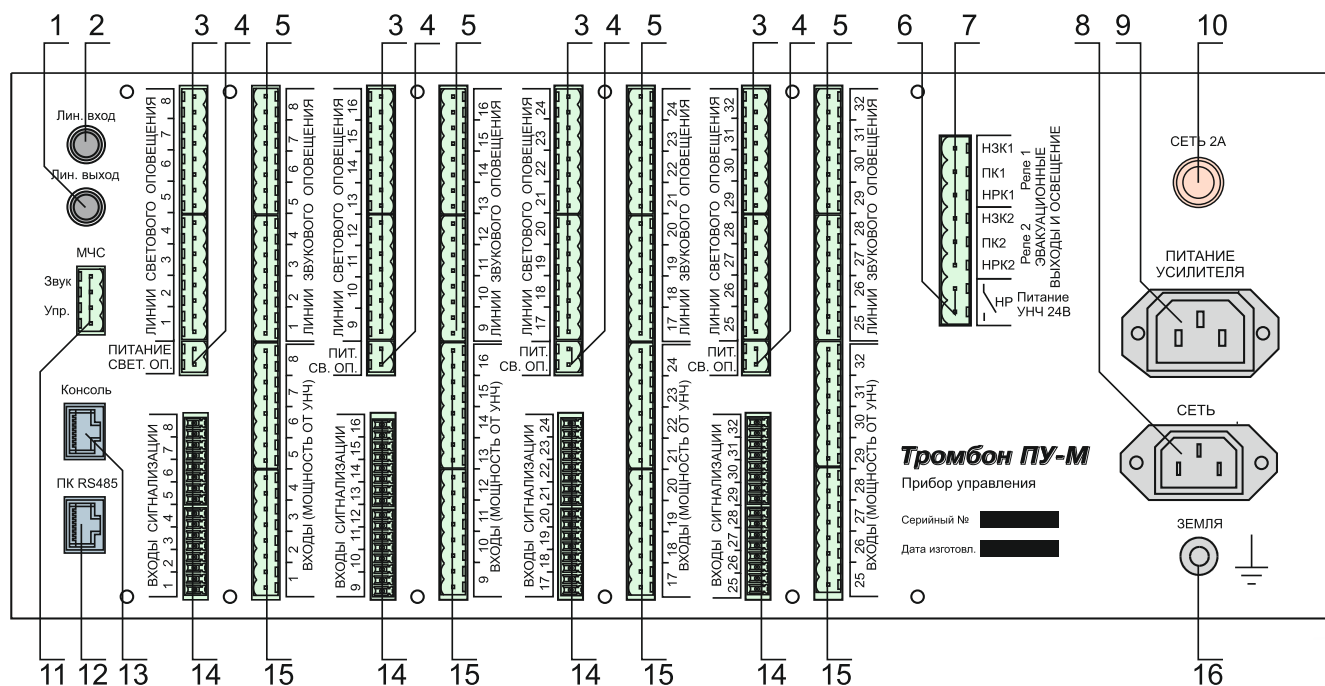 1 2 3 4 5 3 4 5 3 4 5 3 4 5 6 7 8 9 10
Лин. вход
Лин. выход
МЧС
Звук
Упр.
Консоль
ПК RS485
ЛИНИИ СВЕТОВОГО ОПОВЕЩЕНИЯ
1 2 3 4 5 6 7 8
ПИТАНИЕ
СВЕТ. ОП.
ВХОДЫ СИГНАЛИЗАЦИИ
1 2 3 4 5 6 7 8
ЛИНИИ ЗВУКОВОГО ОПОВЕЩЕНИЯ
1 2 3 4 5 6 7 8
ВХОДЫ (МОЩНОСТЬ ОТ УНЧ)
1 2 3 4 5 6 7 8
ЛИНИИ СВЕТОВОГО ОПОВЕЩЕНИЯ
9 10 11 12 13 14 15 16
ПИТ.
СВ. ОП.
ВХОДЫ СИГНАЛИЗАЦИИ
9 10 11 12 13 14 15 16
ЛИНИИ ЗВУКОВОГО ОПОВЕЩЕНИЯ
9 10 11 12 13 14 15 16
ВХОДЫ (МОЩНОСТЬ ОТ УНЧ)
9 10 11 12 13 14 15 16
ЛИНИИ СВЕТОВОГО ОПОВЕЩЕНИЯ
17 18 19 20 21 22 23 24
ПИТ.
СВ. ОП.
ВХОДЫ СИГНАЛИЗАЦИИ
17 18 19 20 21 22 23 24
ЛИНИИ ЗВУКОВОГО ОПОВЕЩЕНИЯ
17 18 19 20 21 22 23 24
ВХОДЫ (МОЩНОСТЬ ОТ УНЧ)
17 18 19 20 21 22 23 24
ЛИНИИ СВЕТОВОГО ОПОВЕЩЕНИЯ
25 26 27 28 29 30 31 32
ПИТ.
СВ. ОП.
ВХОДЫ СИГНАЛИЗАЦИИ
25 26 27 28 29 30 31 32
ЛИНИИ ЗВУКОВОГО ОПОВЕЩЕНИЯ
25 26 27 28 29 30 31 32
ВХОДЫ (МОЩНОСТЬ ОТ УНЧ)
25 26 27 28 29 30 31 32
НЗК1
ПК1
НРК1
НЗК2
ПК2
НРК2
Реле 1
Реле 2
ЭВАКУАЦИОННЫЕ
ВЫХОДЫ И ОСВЕЩЕНИЕ
НР Питание
УНЧ 24В
СЕТЬ 2А
ПИТАНИЕ
УСИЛИТЕЛЯ
СЕТЬ
ЗЕМЛЯ
Тромбон ПУ-М
Прибор управления
Серийный №
Дата изготовл.
11 12 13 14 15 14 15 14 15 14 15 16